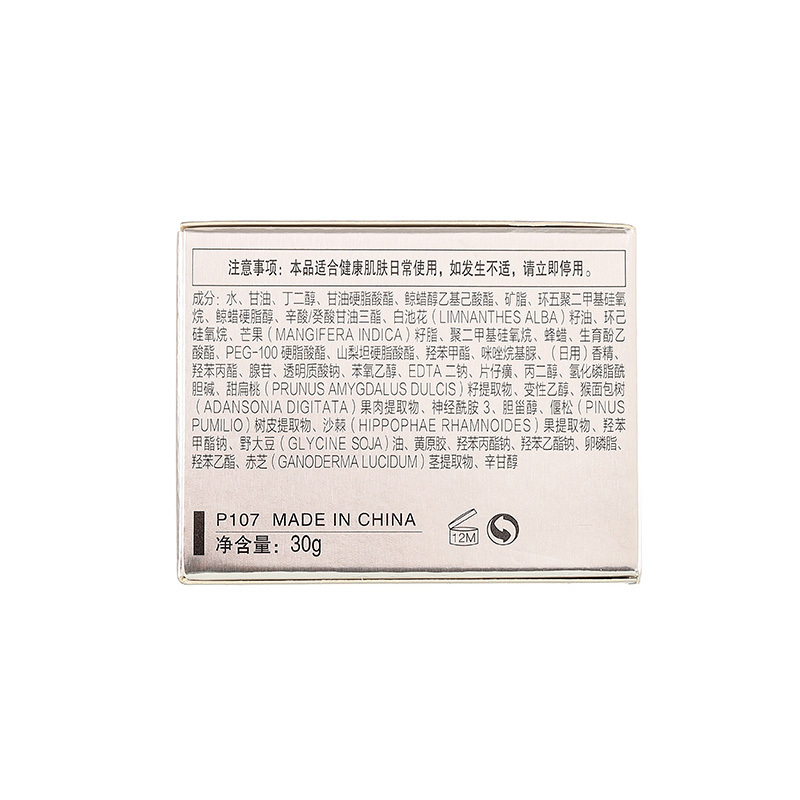 注意事项：本品适合健康肌肤日常使用，如发生不适，请立即停用。
成分：水、甘油、丁二醇、甘油硬脂酸酯、鲸蜡醇乙基己酸酯、矿脂、环五聚二甲基硅氧
烷、鲸蜡硬脂醇、辛酸/癸酸甘油三酯、白池花（LIMNANTHES ALBA）籽油、环己
硅氧烷、芒果（MANGIFERA INDICA）籽脂、聚二甲基硅氧烷、蜂蜡、生育酚乙
酸酯、PEG-100 硬脂酸酯、山梨坦硬脂酸酯、羟苯甲酯、咪唑烷基脲、（日用）香精、
羟苯丙酯、腺苷、透明质酸钠、苯氧乙醇、EDTA 二钠、片仔癀、丙二醇、氢化磷脂酰
胆碱、甜扁桃（PRUNUS AMYGDALUS DULCIS）籽提取物、变性乙醇、猴面包树
（ADANSONIA DIGITATA）果肉提取物、神经酰胺 3、胆甾醇、偃松（PINUS
PUMILIO）树皮提取物、沙棘（HIPPOPHAE RHAMNOIDES）果提取物、羟苯
甲酯钠、野大豆（GLYCINE SOJA）油、黄原胶、羟苯丙酯钠、羟苯乙酯钠、卵磷脂、
羟苯乙酯、赤芝（GANODERMA LUCIDUM）茎提取物、辛甘醇
P107 MADE IN CHINA
净含量：30g
12M